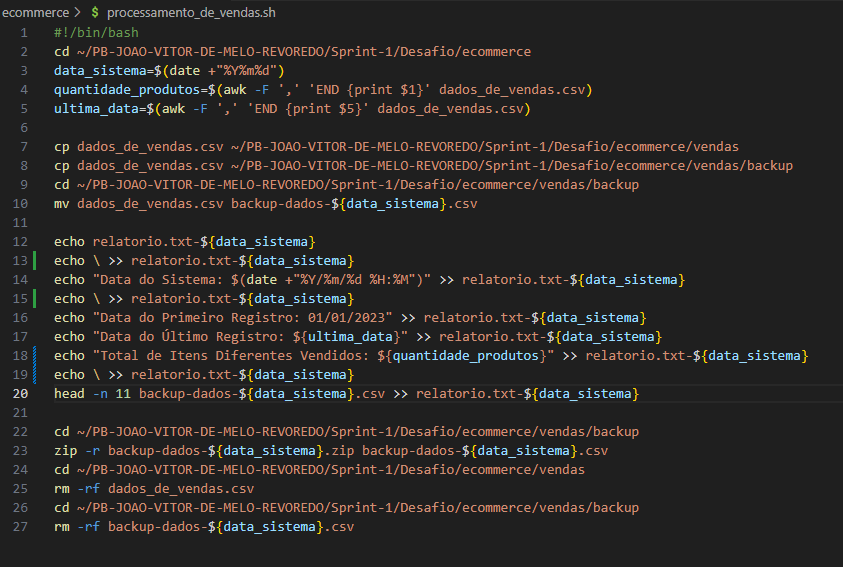 ecommerce > $ processamento_de_vendas.sh
1 #!/bin/bash
2 cd ~/PB-JOAO-VITOR-DE-MELO-REVOREDO/Sprint-1/Desafio/ecommerce
3 data_sistema=$(date +"%Y%m%d")
4 quantidade_produtos=$(awk -F ',' 'END {print $1}' dados_de_vendas.csv)
5 ultima_data=$(awk -F ',' 'END {print $5}' dados_de_vendas.csv)
6
7 cp dados_de_vendas.csv ~/PB-JOAO-VITOR-DE-MELO-REVOREDO/Sprint-1/Desafio/ecommerce/vendas
8 cp dados_de_vendas.csv ~/PB-JOAO-VITOR-DE-MELO-REVOREDO/Sprint-1/Desafio/ecommerce/vendas/backup
9 cd ~/PB-JOAO-VITOR-DE-MELO-REVOREDO/Sprint-1/Desafio/ecommerce/vendas/backup
10 mv dados_de_vendas.csv backup-dados-${data_sistema}.csv
11
12 echo relatorio.txt-${data_sistema}
13 echo \ >> relatorio.txt-${data_sistema}
14 echo "Data do Sistema: $(date +"%Y/%m/%d %H:%M")" >> relatorio.txt-${data_sistema}
15 echo \ >> relatorio.txt-${data_sistema}
16 echo "Data do Primeiro Registro: 01/01/2023" >> relatorio.txt-${data_sistema}
17 echo "Data do Último Registro: ${ultima_data}" >> relatorio.txt-${data_sistema}
18 echo "Total de Itens Diferentes Vendidos: ${quantidade_produtos}" >> relatorio.txt-${data_sistema}
19 echo \ >> relatorio.txt-${data_sistema}
20 head -n 11 backup-dados-${data_sistema}.csv >> relatorio.txt-${data_sistema}
21
22 cd ~/PB-JOAO-VITOR-DE-MELO-REVOREDO/Sprint-1/Desafio/ecommerce/vendas/backup
23 zip -r backup-dados-${data_sistema}.zip backup-dados-${data_sistema}.csv
24 cd ~/PB-JOAO-VITOR-DE-MELO-REVOREDO/Sprint-1/Desafio/ecommerce/vendas
25 rm -rf dados_de_vendas.csv
26 cd ~/PB-JOAO-VITOR-DE-MELO-REVOREDO/Sprint-1/Desafio/ecommerce/vendas/backup
27 rm -rf backup-dados-${data_sistema}.csv